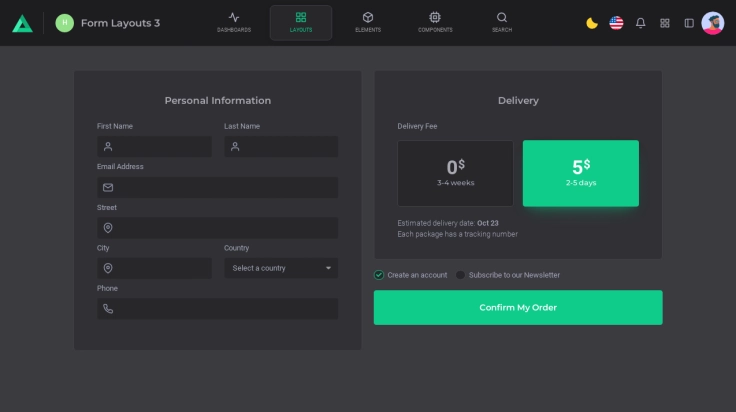 H
Form Layouts 3
DASHBOARDS
LAYOUTS
ELEMENTS
COMPONENTS
SEARCH
Personal Information
First Name
Last Name
Email Address
Street
City
Country
Select a country
Phone
Delivery
Delivery Fee
0$
3-4 weeks
5$
2-5 days
Estimated delivery date: Oct 23
Each package has a tracking number
Create an account
Subscribe to our Newsletter
Confirm My Order